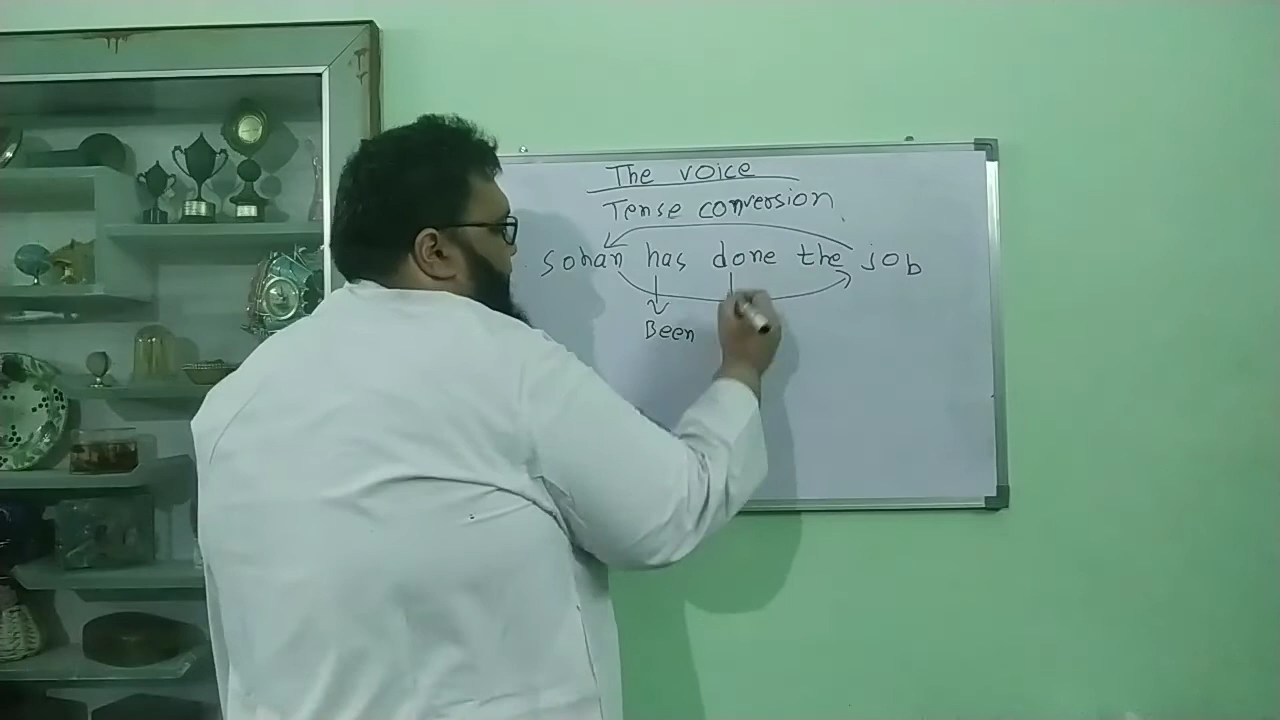 The voice
Tense conversion
Sohan has done the job
Been